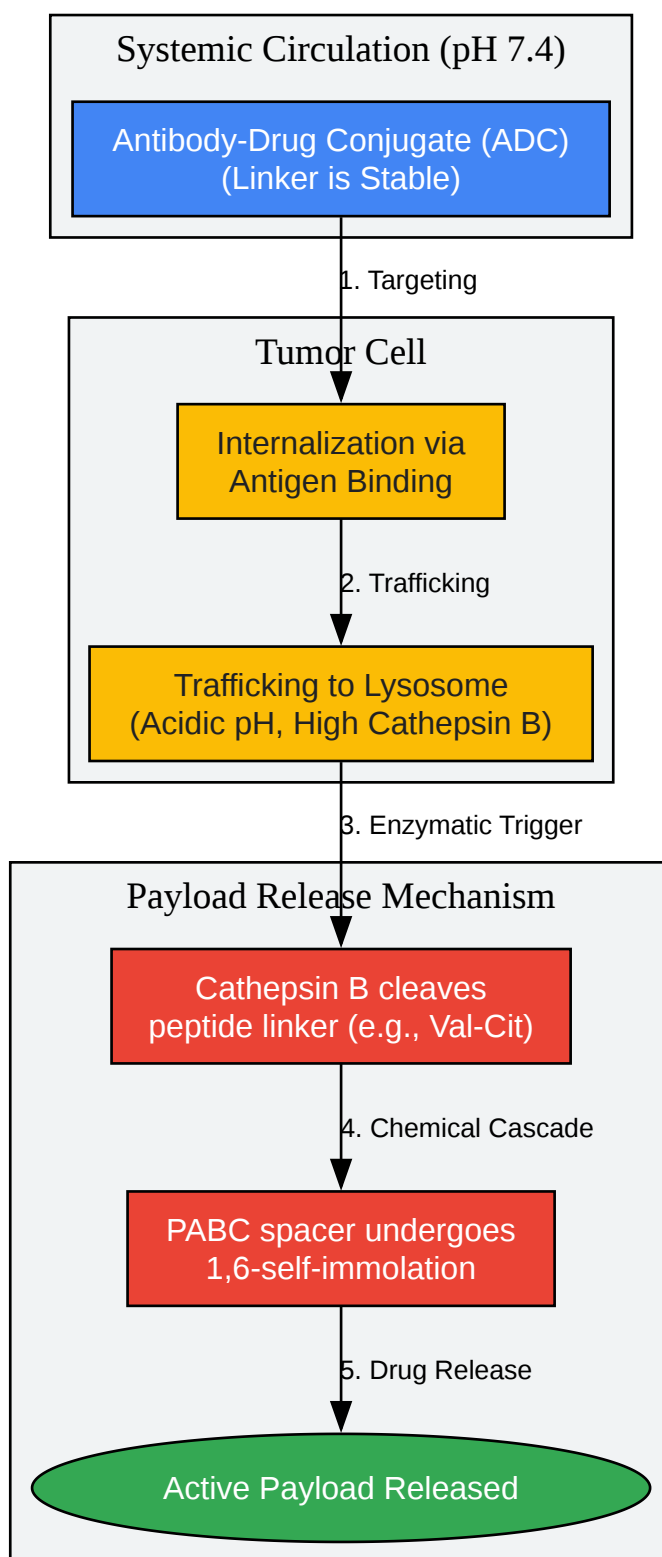 Systemic Circulation (pH 7.4)
Antibody-Drug Conjugate (ADC)
(Linker is Stable)
1. Targeting
Tumor Cell
Internalization via
Antigen Binding
2. Trafficking
Trafficking to Lysosome
(Acidic pH, High Cathepsin B)
3. Enzymatic Trigger
Payload Release Mechanism
Cathepsin B cleaves
peptide linker (e.g., Val-Cit)
4. Chemical Cascade
PABC spacer undergoes
1,6-self-immolation
5. Drug Release
Active Payload Released